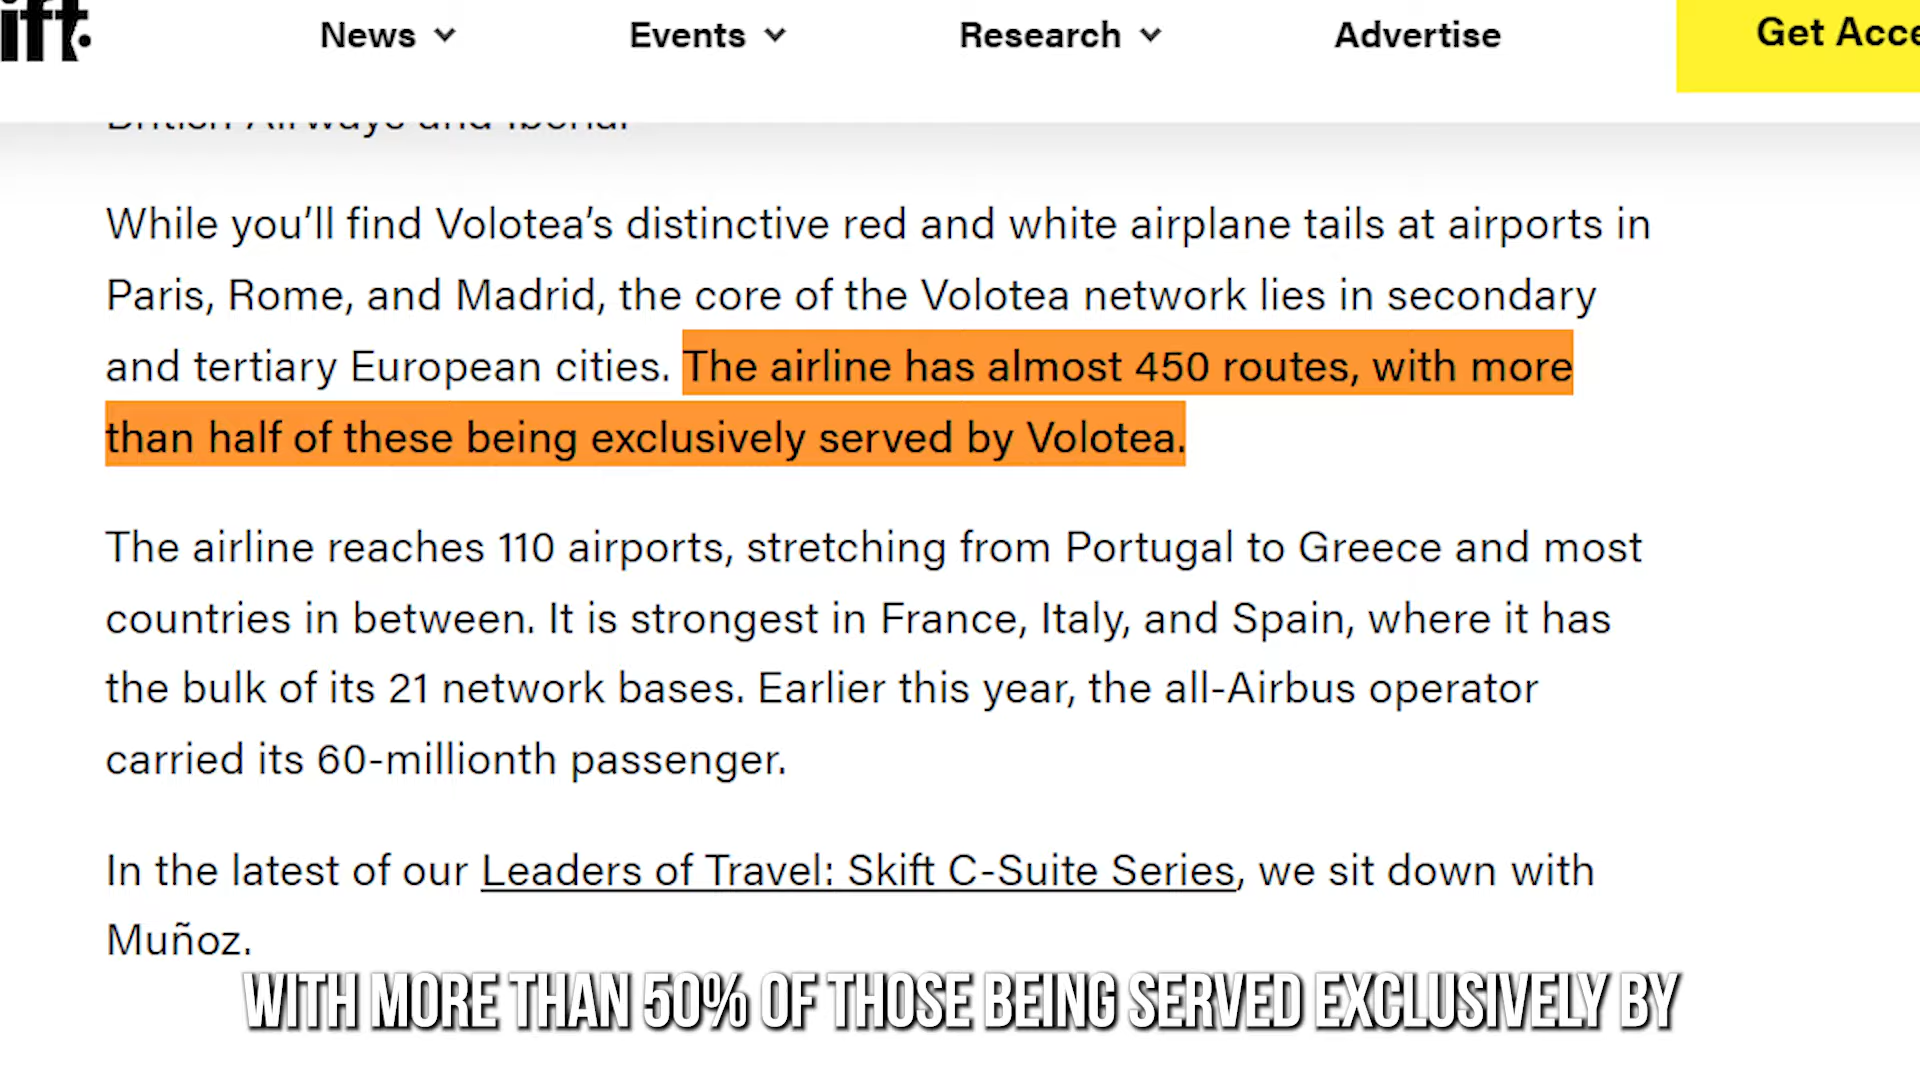 ift.
News
Events
Research
Advertise
Get Acce
British Airways and Iberia.
While you’ll find Volotea’s distinctive red and white airplane tails at airports in
Paris, Rome, and Madrid, the core of the Volotea network lies in secondary
and tertiary European cities. The airline has almost 450 routes, with more
than half of these being exclusively served by Volotea.
The airline reaches 110 airports, stretching from Portugal to Greece and most
countries in between. It is strongest in France, Italy, and Spain, where it has
the bulk of its 21 network bases. Earlier this year, the all-Airbus operator
carried its 60-millionth passenger.
In the latest of our Leaders of Travel: Skift C-Suite Series, we sit down with
Muñoz.
WITH MORE THAN 50% OF THOSE BEING SERVED EXCLUSIVELY BY